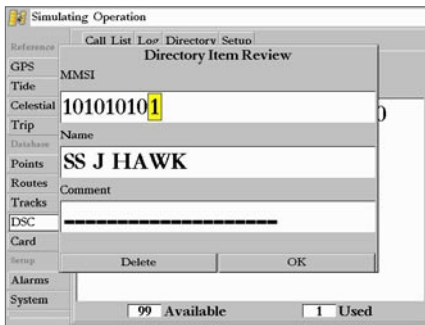 Simulating Operation
Call List Log Directory Setup
Reference
GPS
Tide
Celestial
Trip
Database
Points
Routes
Tracks
DSC
Card
Setup
Alarms
System
Directory Item Review
MMSI
101010101
0
Name
SS J HAWK
Comment
--------------------
Delete OK
99 Available 1 Used